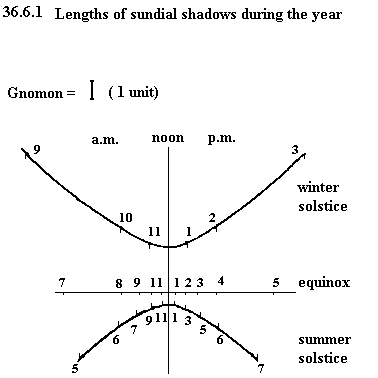 36.6.1 Lengths of sundial shadows during the year
Gnomon = I ( 1 unit)
a.m. noon p.m.
9 3
winter
solstice
10 2
11 1
7 8 9 11 1 2 3 4 5 equinox
9 11 1 3
7 5
6 6
summer
solstice
5 7